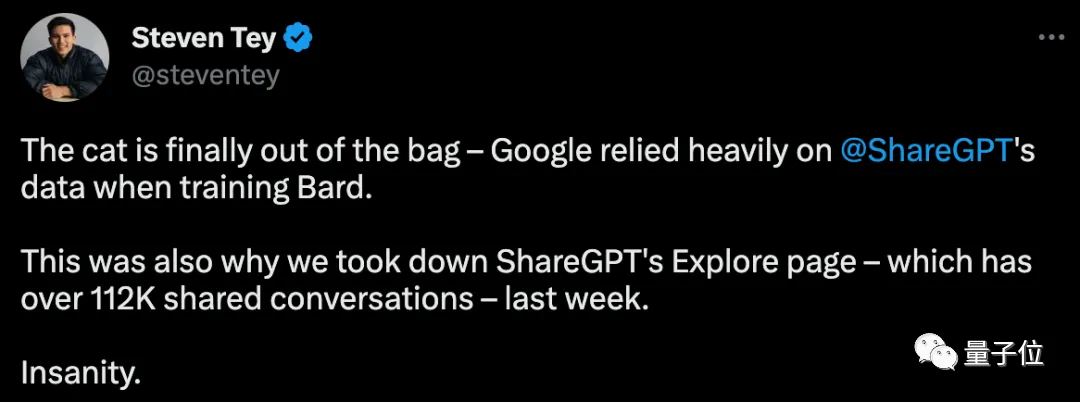 Steven Tey
@steventey
The cat is finally out of the bag – Google relied heavily on @ShareGPT's
data when training Bard.
This was also why we took down ShareGPT's Explore page – which has
over 112K shared conversations – last week.
Insanity.
量子位